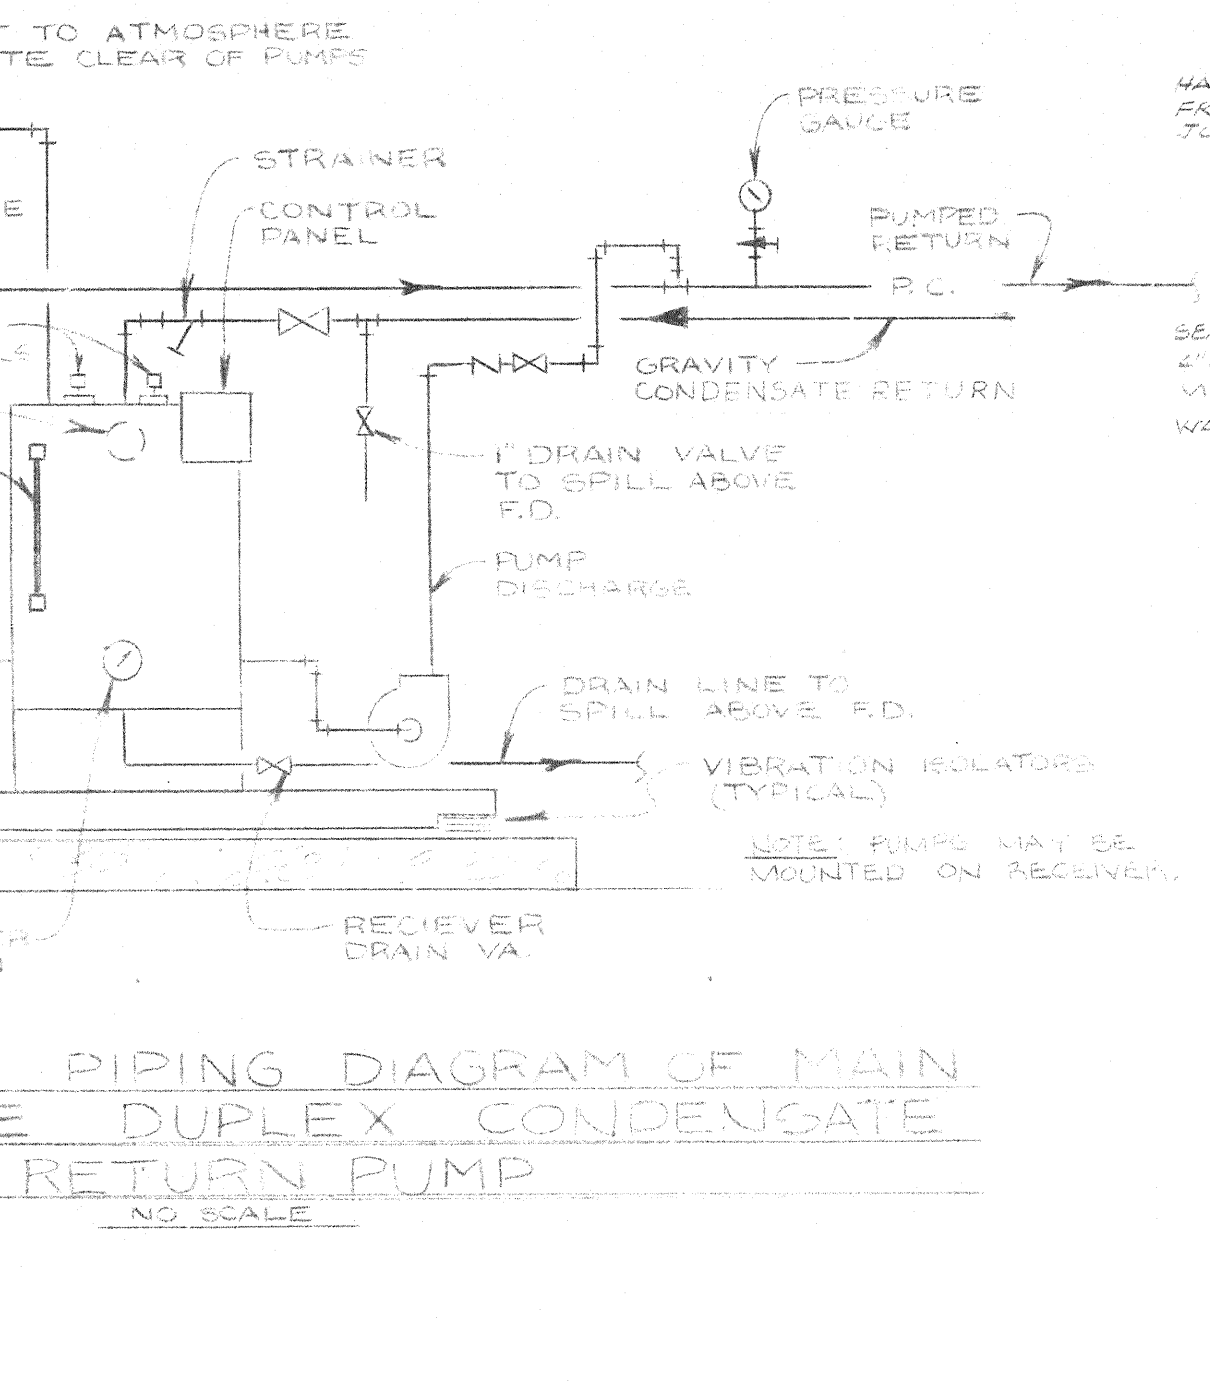 TO ATMOSPHERE
CLEAR OF PUMPS
PRESSURE
GAUGE
STRAINER
CONTROL
PANEL
PUMPED
RETURN
P.C.
GRAVITY
CONDENSATE RETURN
1" DRAIN VALVE
TO SPILL ABOVE
F.D.
PUMP
DISCHARGE
DRAIN LINE TO
SPILL ABOVE F.D.
VIBRATION ISOLATORS
(TYPICAL)
NOTE: PUMPS MAY BE
MOUNTED ON RECEIVER.
RECIEVER
DRAIN VA.
PIPING DIAGRAM OF MAIN
DUPLEX CONDENSATE
RETURN PUMP
NO SCALE